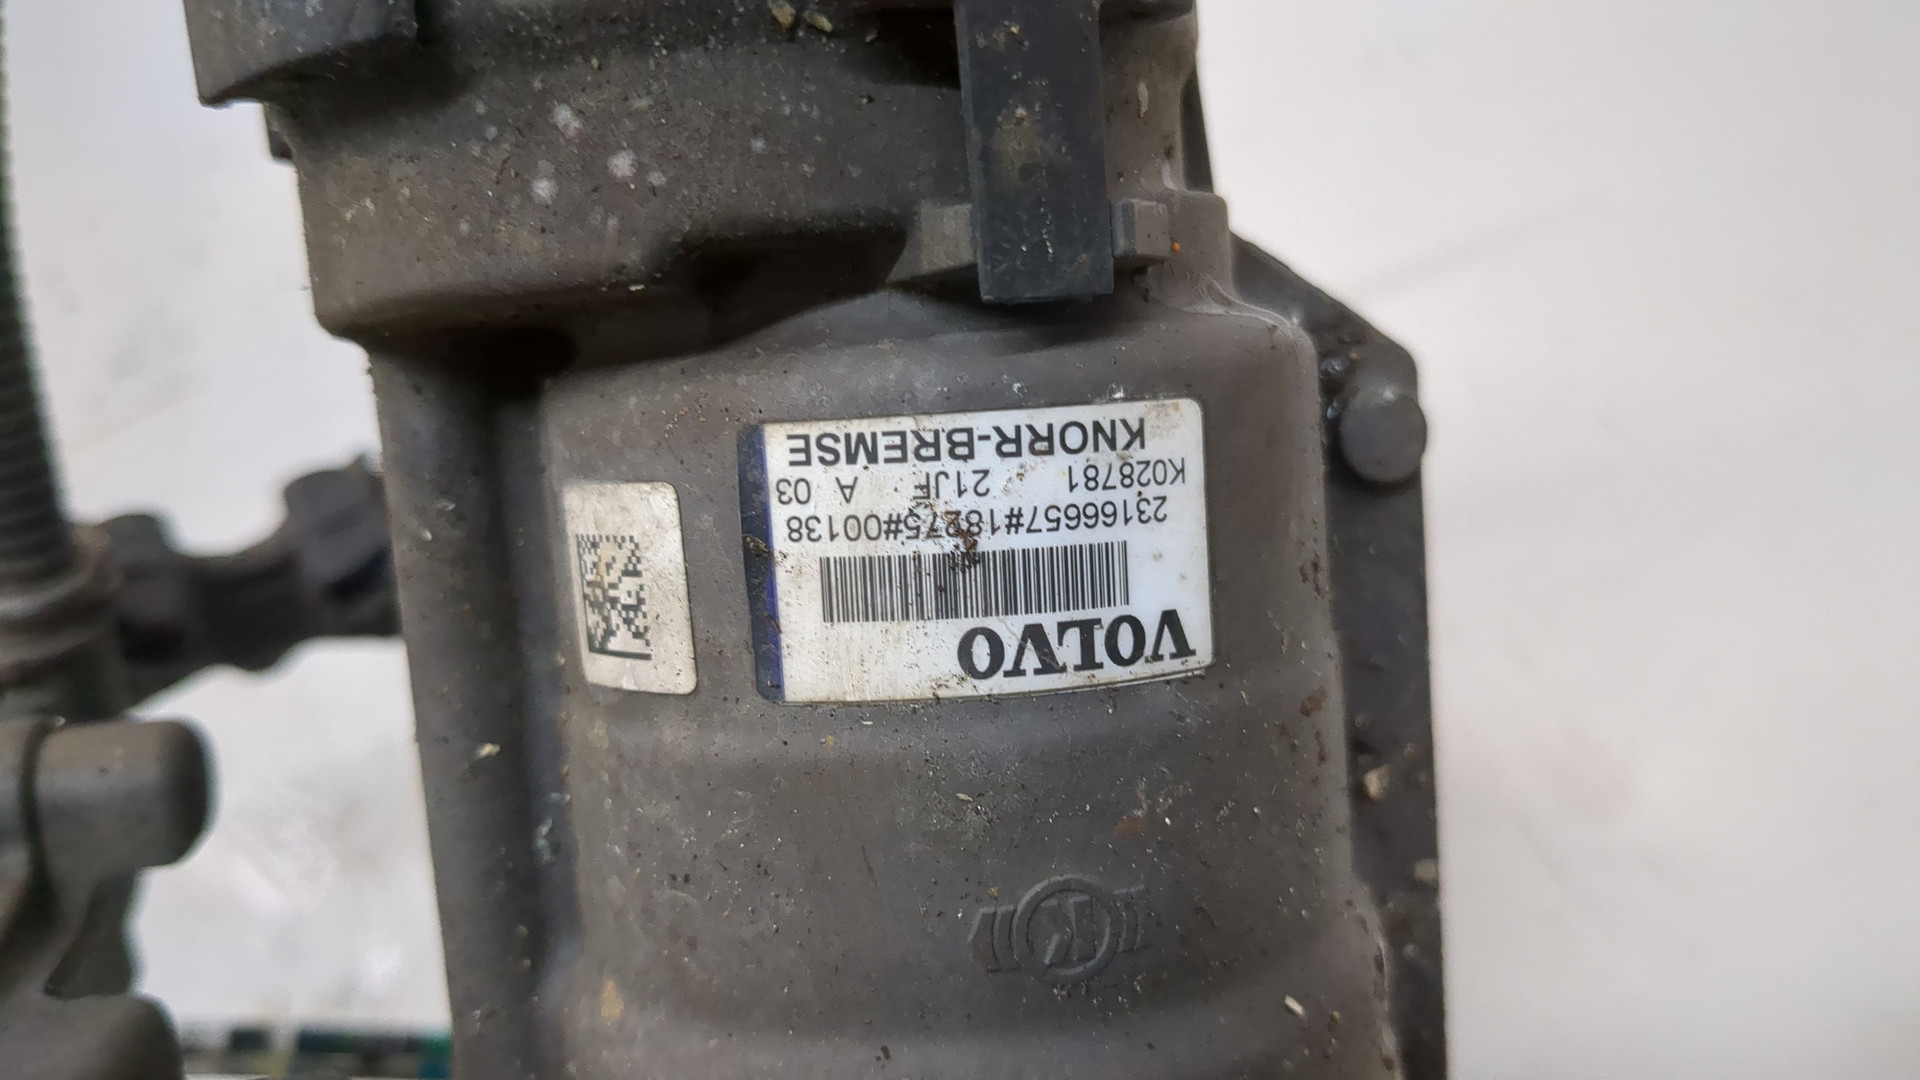 VOLVO
23166657#18275#00138
K028781 21JF A 03
KNORR-BREMSE